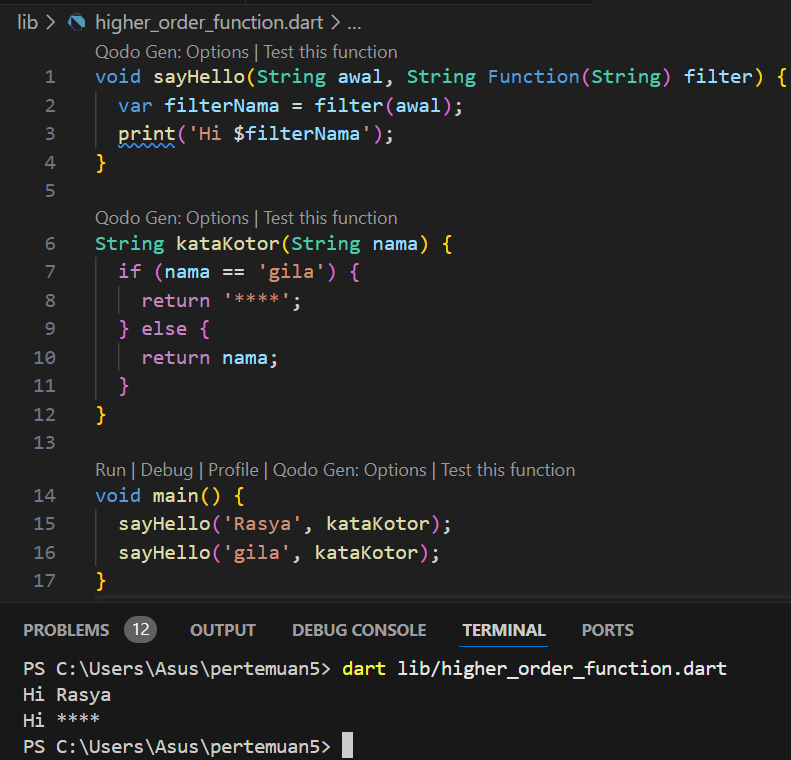 lib > higher_order_function.dart > ...
Qodo Gen: Options | Test this function
1 void sayHello(String awal, String Function(String) filter) {
2   var filterNama = filter(awal);
3   print('Hi $filterNama');
4 }
5
Qodo Gen: Options | Test this function
6 String kataKotor(String nama) {
7   if (nama == 'gila') {
8     return '****';
9   } else {
10     return nama;
11   }
12 }
13
Run | Debug | Profile | Qodo Gen: Options | Test this function
14 void main() {
15   sayHello('Rasya', kataKotor);
16   sayHello('gila', kataKotor);
17 }
PROBLEMS 12 OUTPUT DEBUG CONSOLE TERMINAL PORTS
PS C:\Users\Asus\pertemuan5> dart lib/higher_order_function.dart
Hi Rasya
Hi ****
PS C:\Users\Asus\pertemuan5>